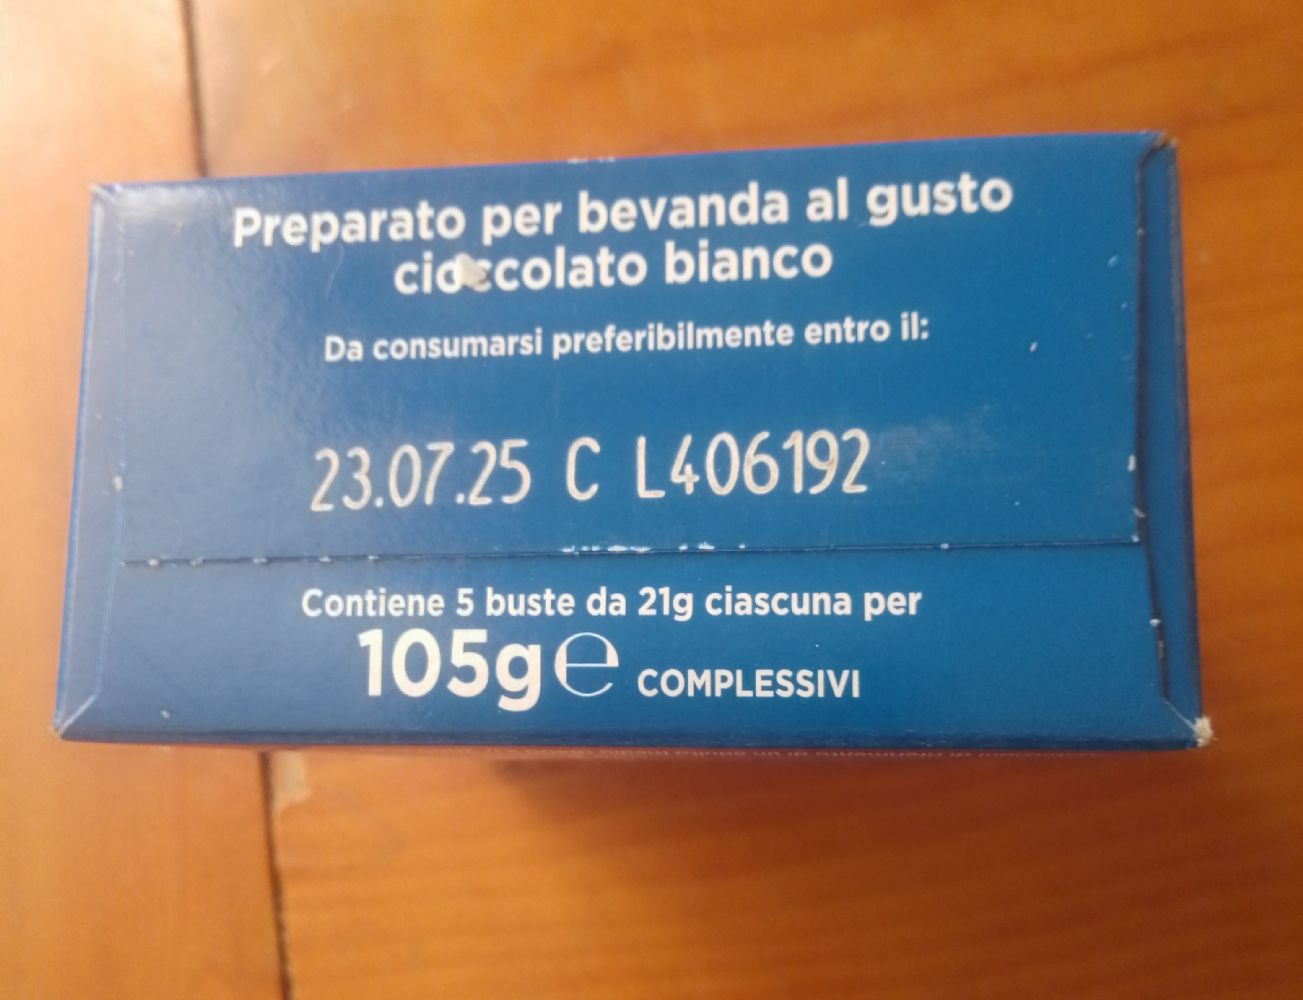 Preparato per bevanda al gusto
cioccolato bianco
Da consumarsi preferibilmente entro il:
23.07.25 C L406192
Contiene 5 buste da 21g ciascuna per
105g℮ COMPLESSIVI